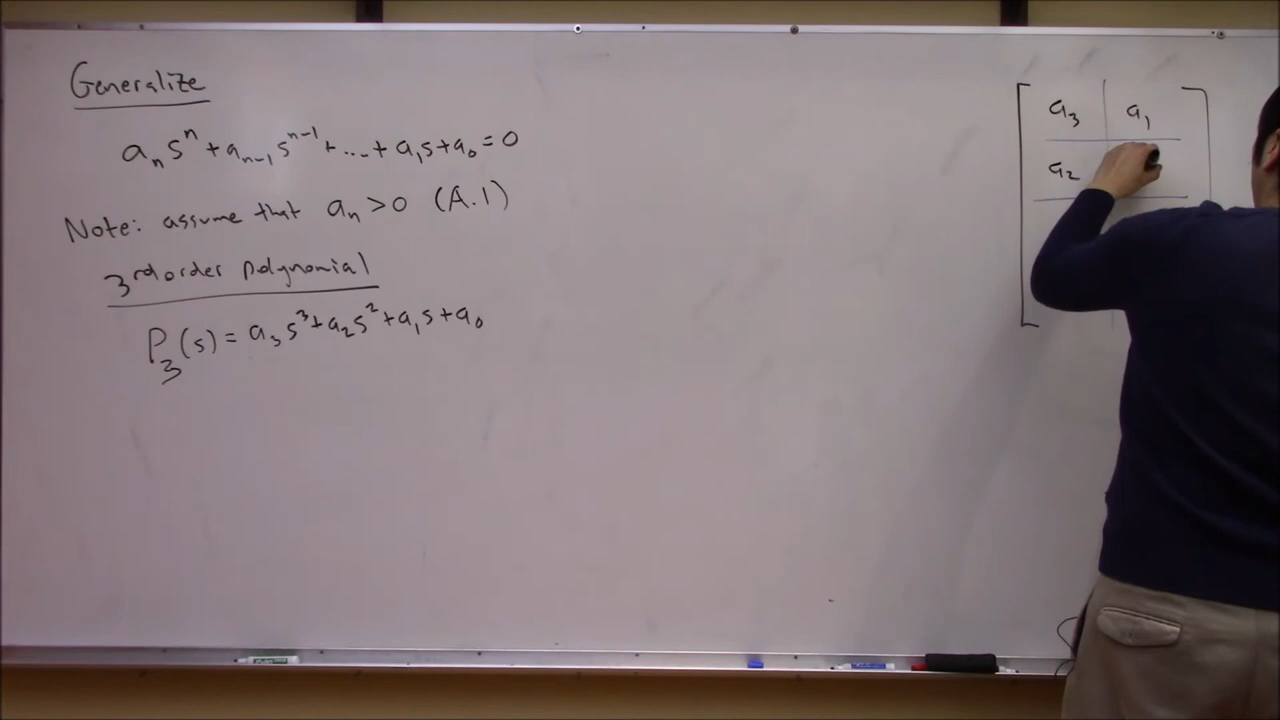 Generalize
aₙsⁿ + aₙ₋₁sⁿ⁻¹ + ... + a₁s + a₀ = 0
Note: assume that aₙ > 0 (A.1)
3rd order polynomial
P₃(s) = a₃s³ + a₂s² + a₁s + a₀
a₃ a₁
a₂